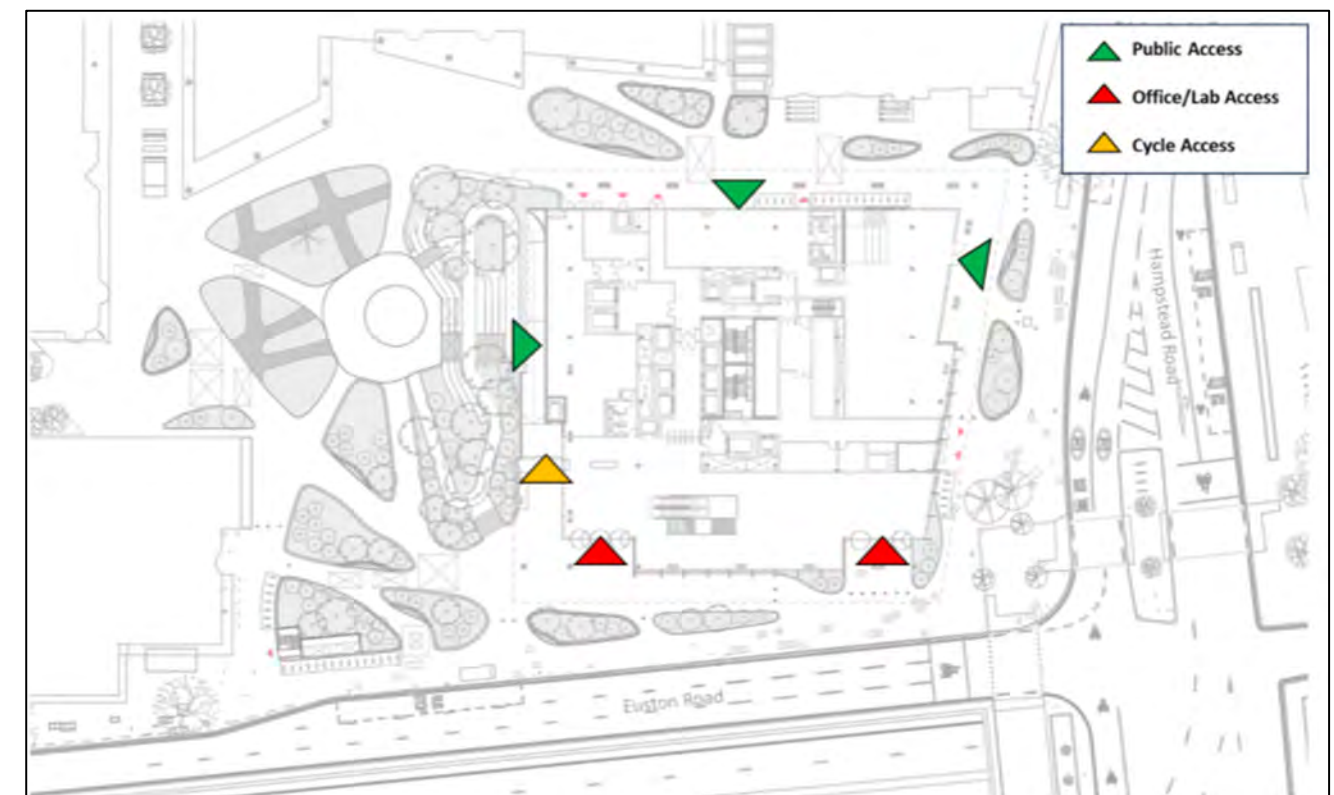 Public Access
Office/Lab Access
Cycle Access
Hampstead Road
Euston Road